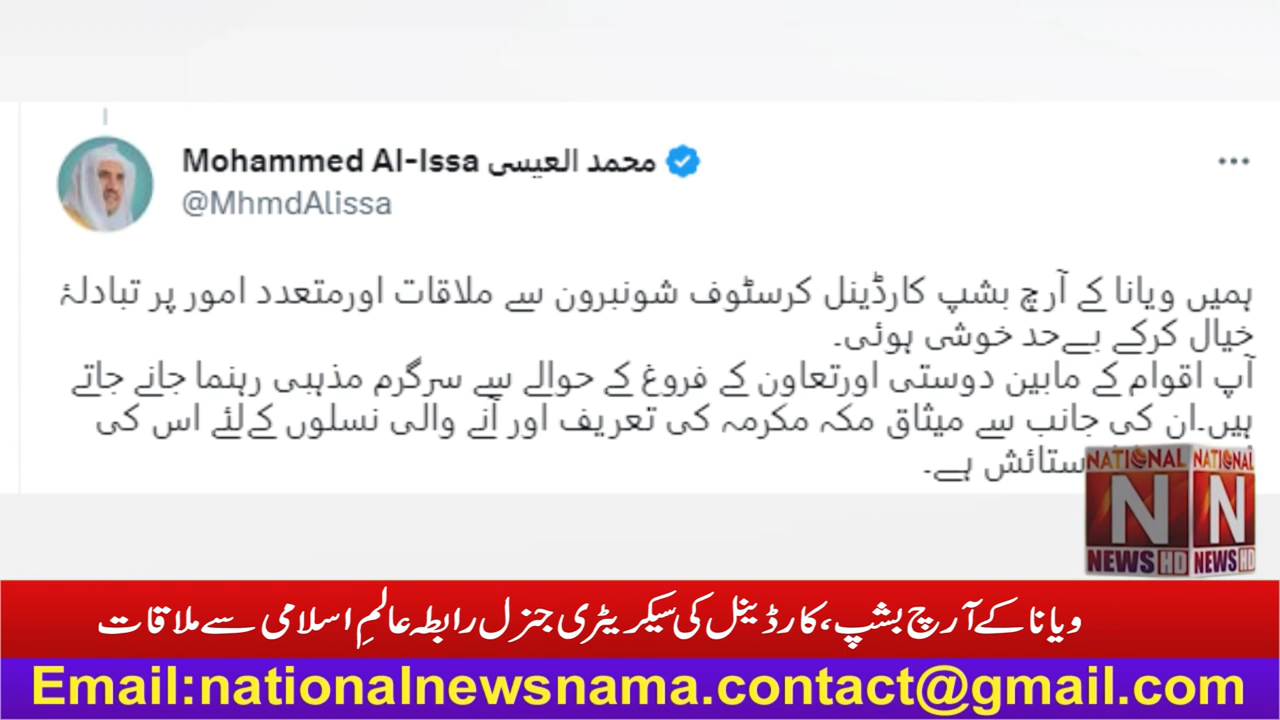 Mohammed Al-Issa محمد العيسى
@MhmdAlissa
ہمیں ویانا کے آرچ بشپ کارڈینل کرسٹوف شونبرون سے ملاقات اورمتعدد امور پر تبادلۂ
خیال کرکے بےحد خوشی ہوئی۔
آپ اقوام کے مابین دوستی اورتعاون کے فروغ کے حوالے سے سرگرم مذہبی رہنما جانے جاتے
ہیں۔ان کی جانب سے میثاق مکہ مکرمہ کی تعریف اور آنے والی نسلوں کےلئے اس کی
ستائش ہے۔
NATIONAL NATIONAL
N N
NEWS HD NEWS HD
ویانا کے آرچ بشپ، کارڈینل کی سیکریٹری جنرل رابطہ عالمِ اسلامی سے ملاقات
Email:nationalnewsnama.contact@gmail.com